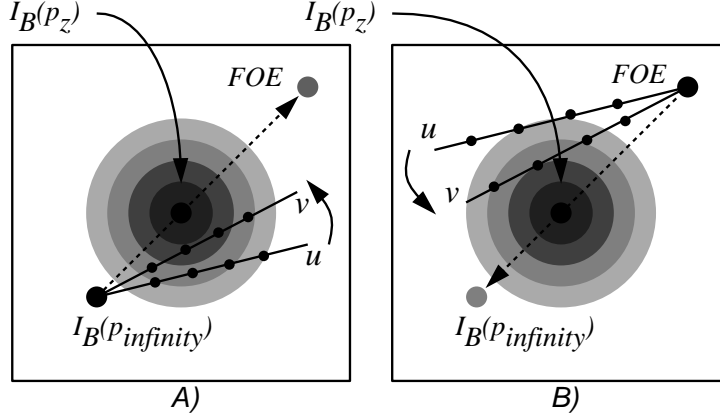 I_B(p_z)
I_B(p_z)
FOE
FOE
u
v
v
u
I_B(p_infinity)
I_B(p_infinity)
A)
B)